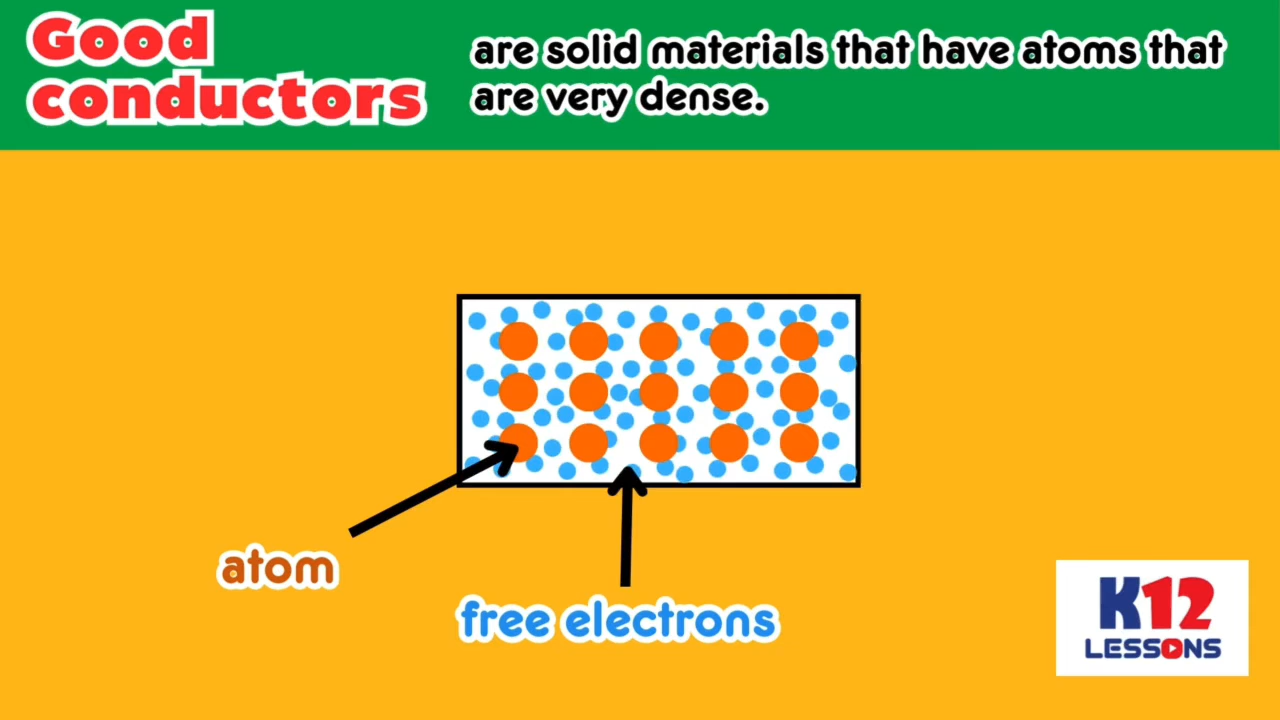 Good
conductors
are solid materials that have atoms that
are very dense.
atom
free electrons
K12
LESSONS